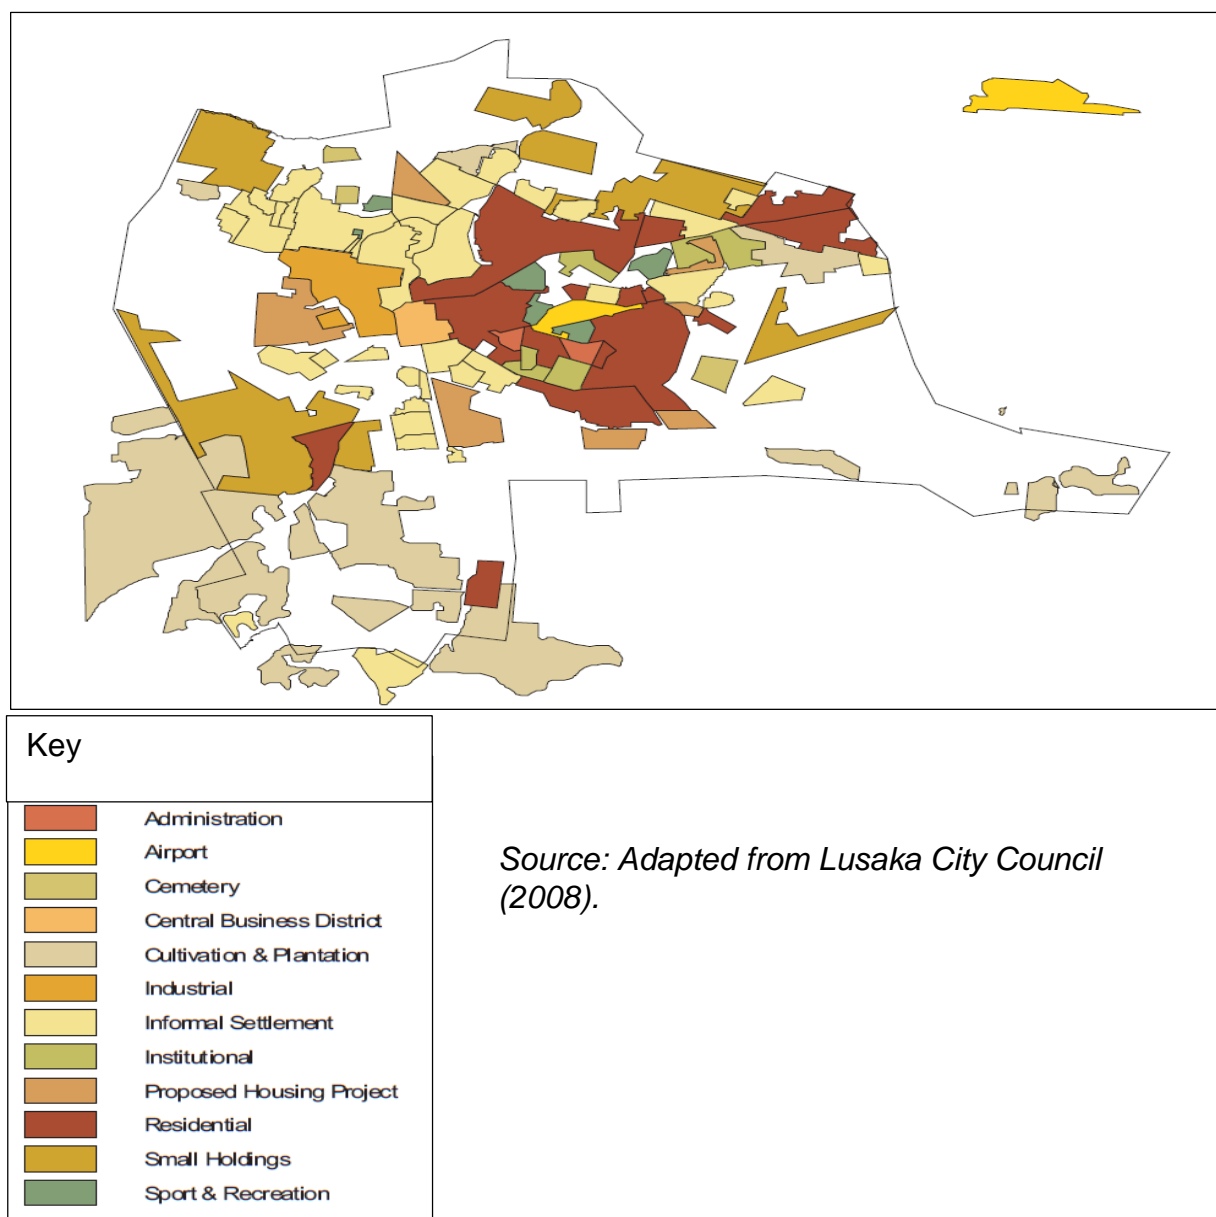 Key
Administration
Airport
Cemetery
Central Business District
Cultivation & Plantation
Industrial
Informal Settlement
Institutional
Proposed Housing Project
Residential
Small Holdings
Sport & Recreation
Source: Adapted from Lusaka City Council
(2008).